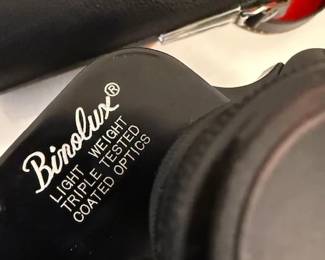 Binolux®
LIGHT WEIGHT
TRIPLE TESTED
COATED OPTICS